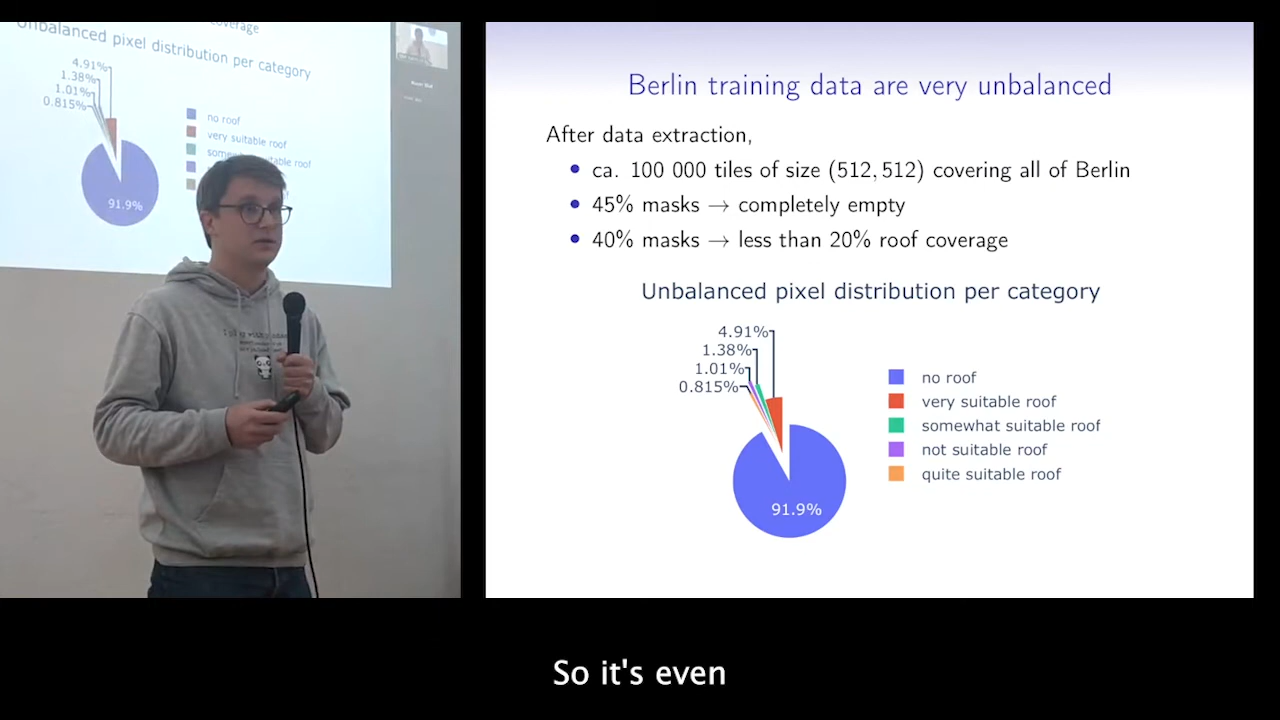 coverage
Unbalanced pixel distribution per category
4.91%
1.38%
1.01%
0.815%
no roof
very suitable roof
suitable roof
91.9%
Berlin training data are very unbalanced
After data extraction,
• ca. 100 000 tiles of size (512, 512) covering all of Berlin
• 45% masks → completely empty
• 40% masks → less than 20% roof coverage
Unbalanced pixel distribution per category
4.91%
1.38%
1.01%
0.815%
91.9%
no roof
very suitable roof
somewhat suitable roof
not suitable roof
quite suitable roof
So it's even